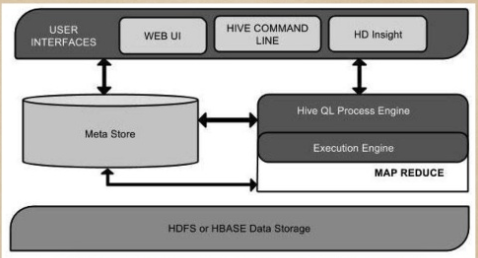 USER
INTERFACES
WEB UI
HIVE COMMAND
LINE
HD Insight
Meta Store
Hive QL Process Engine
Execution Engine
MAP REDUCE
HDFS or HBASE Data Storage